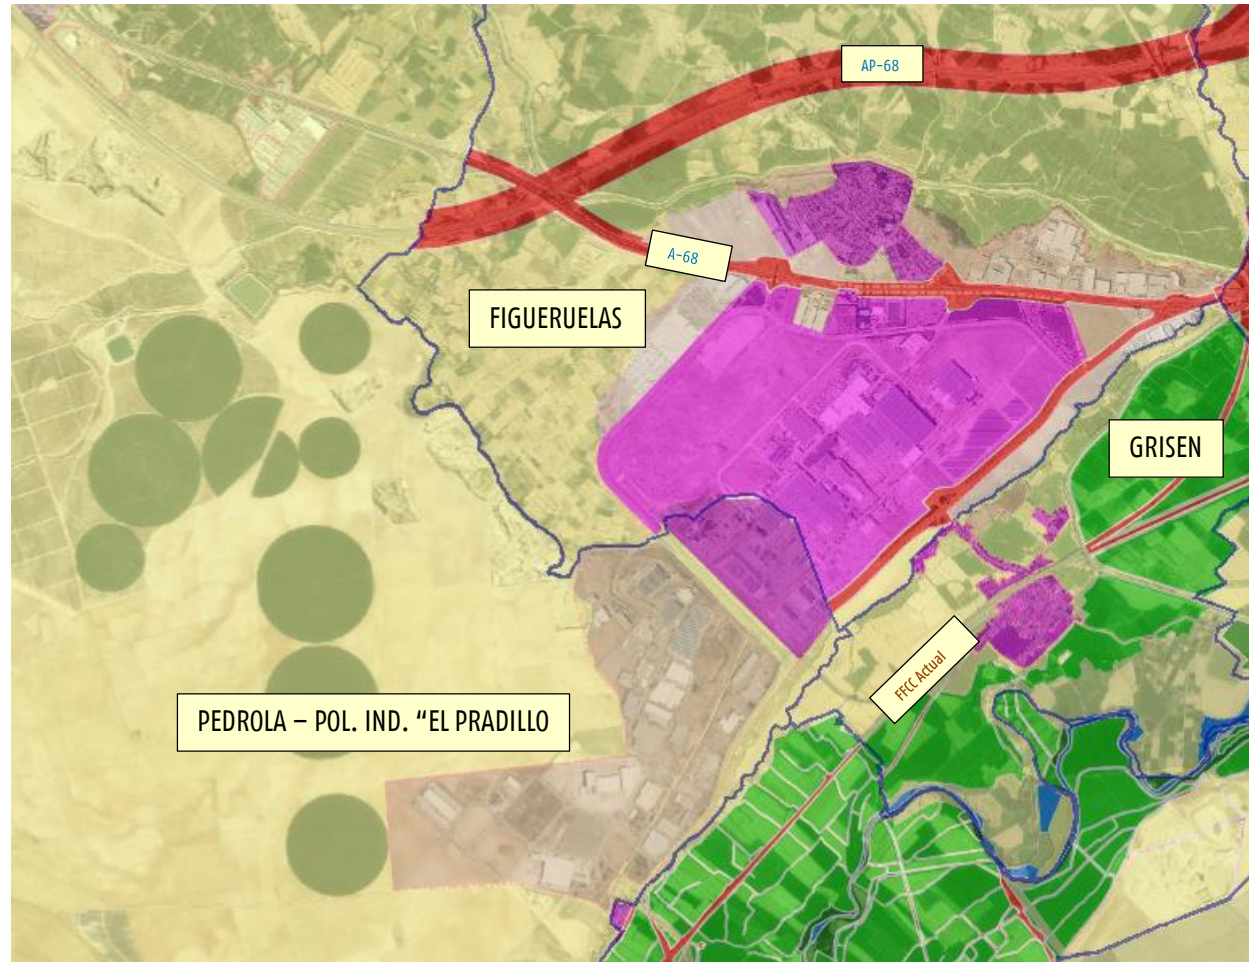 AP-68
A-68
FIGUERUELAS
GRISEN
FFCC Actual
PEDROLA – POL. IND. “EL PRADILLO